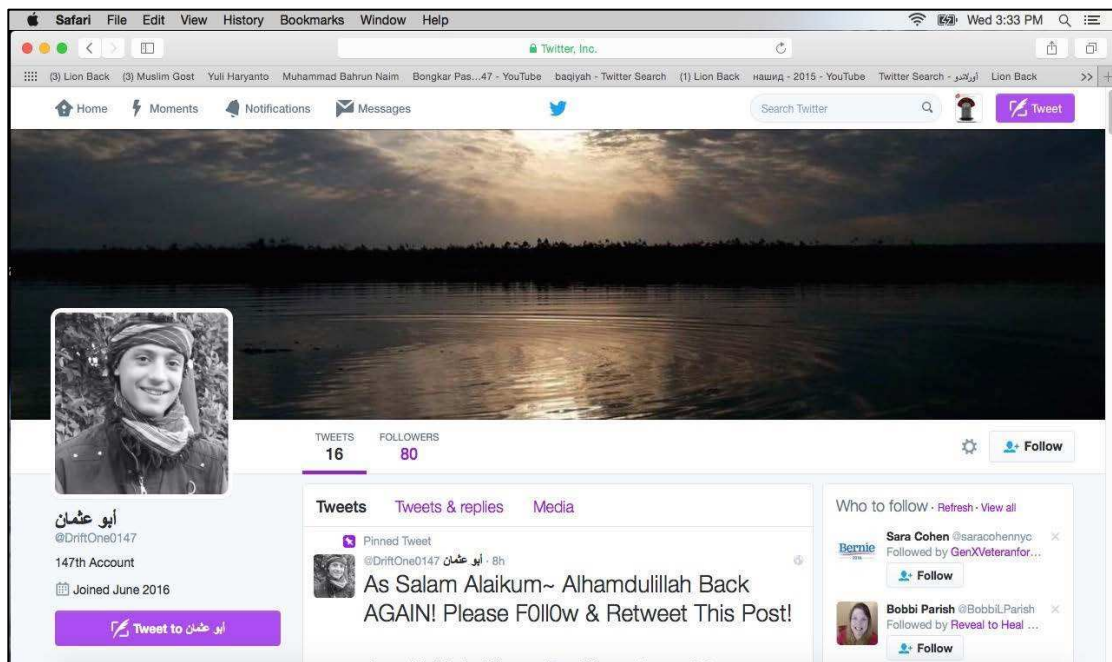 Safari File Edit View History Bookmarks Window Help Wed 3:33 PM
Twitter, Inc.
(3) Lion Back (3) Muslim Gost Yuli Haryanto Muhammad Bahrun Naim Bongkar Pas...47 - YouTube baqiyah - Twitter Search (1) Lion Back нашид - 2015 - YouTube Twitter Search - أورلاندو Lion Back >>
Home Moments Notifications Messages Search Twitter Tweet
TWEETS FOLLOWERS
16 80
Follow
أبو عثمان
@DriftOne0147
147th Account
Joined June 2016
Tweet to أبو عثمان
Tweets Tweets & replies Media
Pinned Tweet
@DriftOne0147 أبو عثمان · 8h
As Salam Alaikum~ Alhamdulillah Back
AGAIN! Please F0ll0w & Retweet This Post!
Who to follow · Refresh · View all
Bernie
2016
Sara Cohen @saracohennyc
Followed by GenXVeteranfor...
Follow
Bobbi Parish @BobbiLParish
Followed by Reveal to Heal ...
Follow